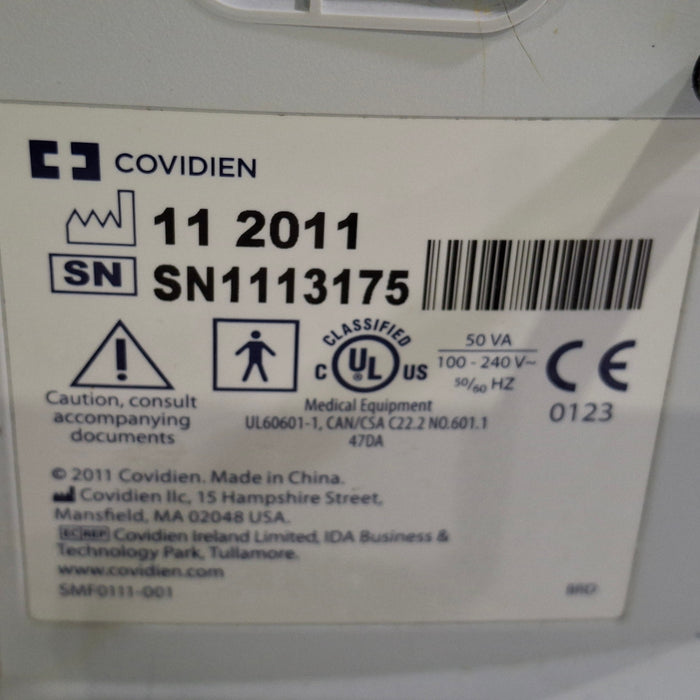 COVIDIEN
11 2011
SN SN1113175
Caution, consult
accompanying
documents
CLASSIFIED
C UL US
Medical Equipment
UL60601-1, CAN/CSA C22.2 NO.601.1
47DA
50 VA
100 - 240 V~
50/60 HZ
CE
0123
© 2011 Covidien. Made in China.
Covidien llc, 15 Hampshire Street,
Mansfield, MA 02048 USA.
EC REP Covidien Ireland Limited, IDA Business &
Technology Park, Tullamore.
www.covidien.com
SMF0111-001